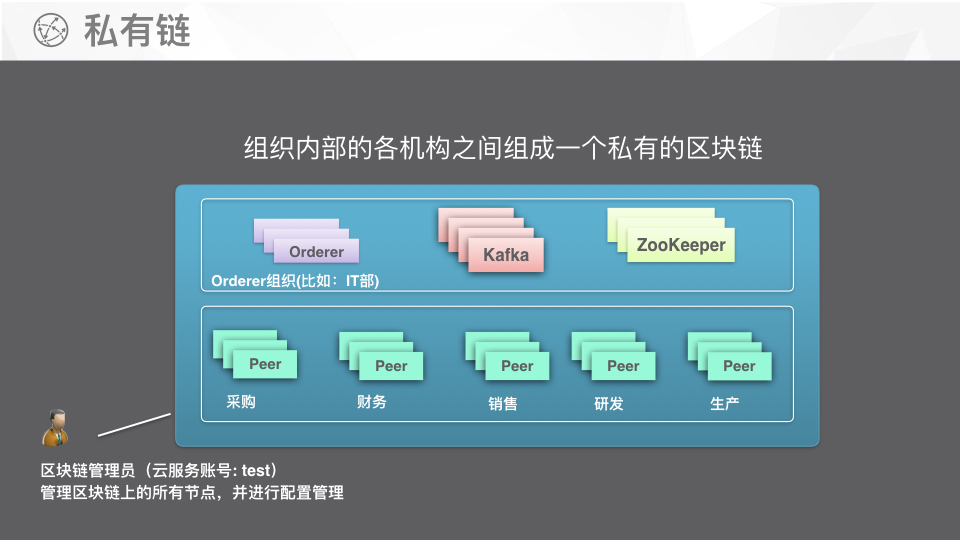 私有链
组织内部的各机构之间组成一个私有的区块链
Orderer
Kafka
ZooKeeper
Orderer组织(比如：IT部)
Peer
Peer
Peer
Peer
Peer
采购
财务
销售
研发
生产
区块链管理员（云服务账号: test）
管理区块链上的所有节点，并进行配置管理